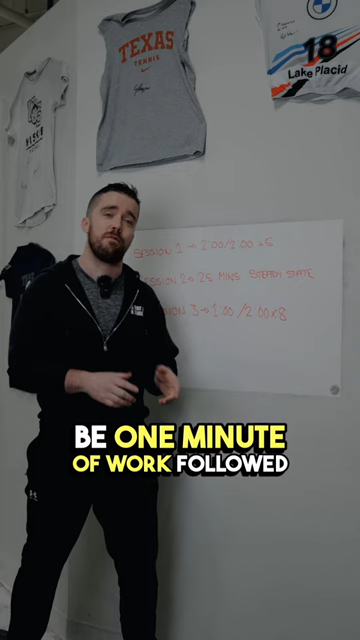 TEXAS
TENNIS
18
Lake Placid
SESSION 1 → 2:00/2:00 x5
SESSION 2 → 25 MINS STEADY STATE
SESSION 3 → 1:00/2:00 x 8
BE ONE MINUTE
OF WORK FOLLOWED